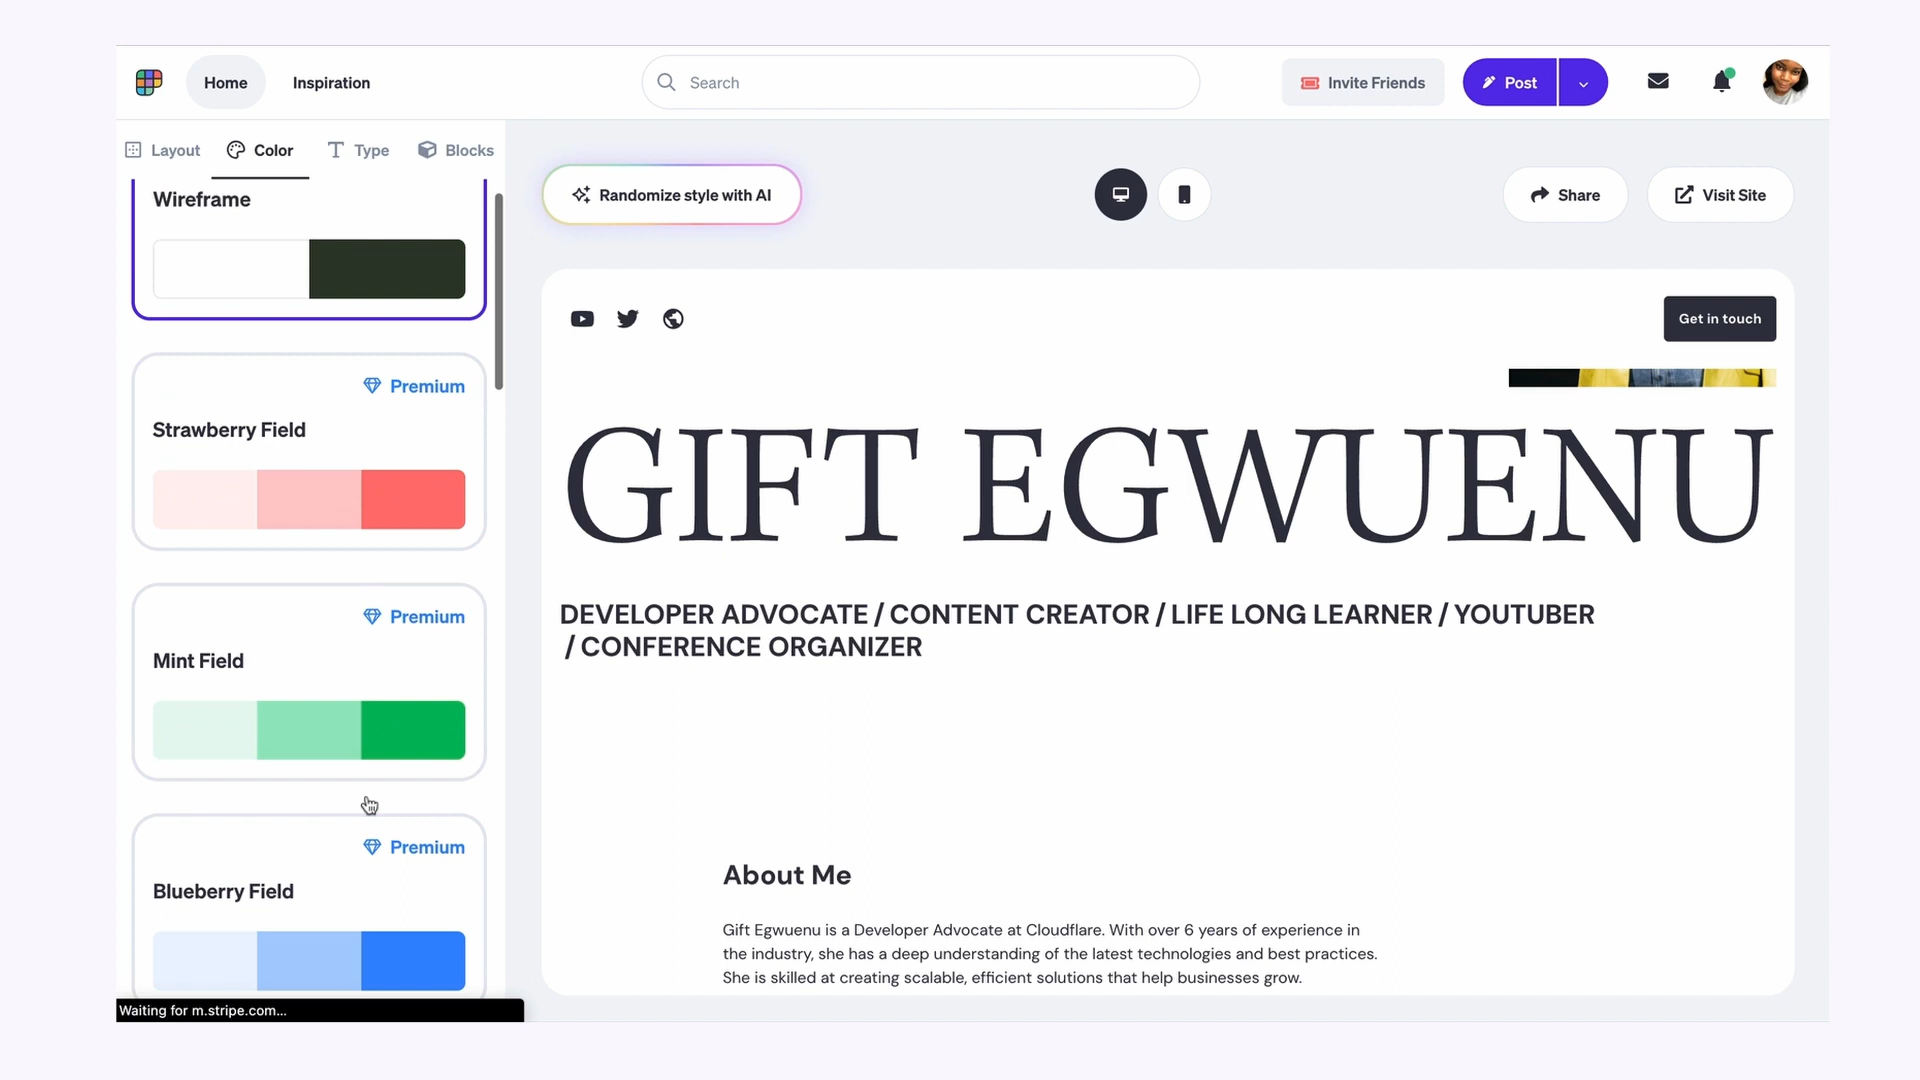 Home
Inspiration
Search
Invite Friends
Post
Layout
Color
Type
Blocks
Wireframe
Premium
Strawberry Field
Premium
Mint Field
Premium
Blueberry Field
Waiting for m.stripe.com...
Randomize style with AI
Share
Visit Site
Get in touch
GIFT EGWUENU
DEVELOPER ADVOCATE / CONTENT CREATOR / LIFE LONG LEARNER / YOUTUBER
/ CONFERENCE ORGANIZER
About Me
Gift Egwuenu is a Developer Advocate at Cloudflare. With over 6 years of experience in
the industry, she has a deep understanding of the latest technologies and best practices.
She is skilled at creating scalable, efficient solutions that help businesses grow.